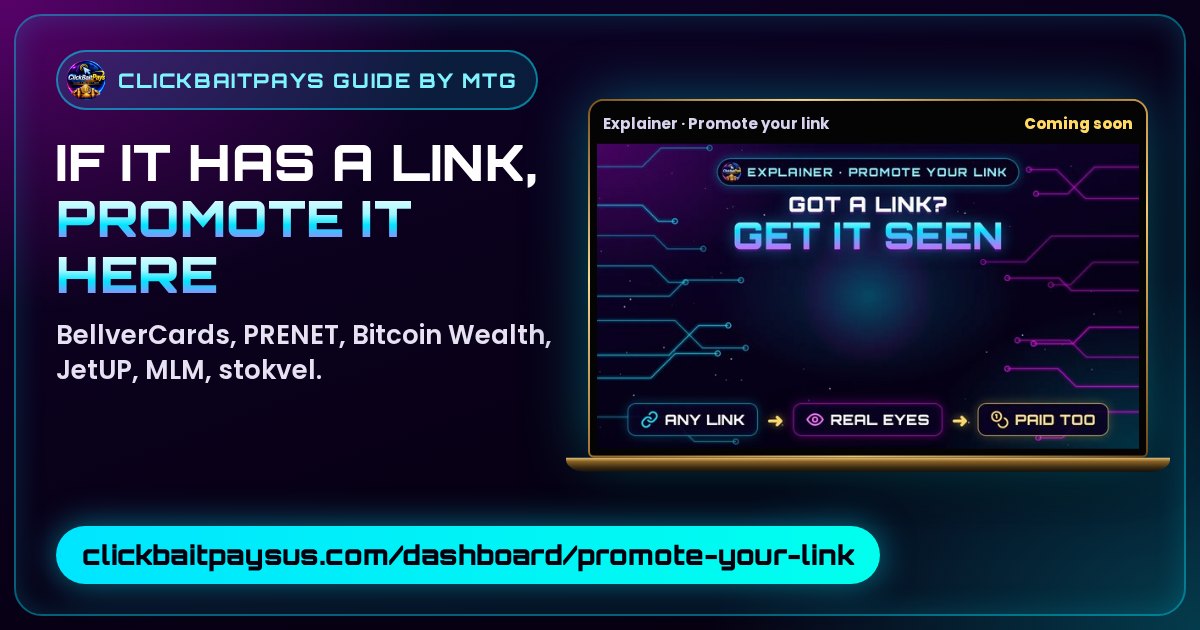 ClickBaitPays
CLICKBAITPAYS GUIDE BY MTG
IF IT HAS A LINK,
PROMOTE IT
HERE
BellverCards, PRENET, Bitcoin Wealth,
JetUP, MLM, stokvel.
Explainer · Promote your link
Coming soon
EXPLAINER · PROMOTE YOUR LINK
GOT A LINK?
GET IT SEEN
ANY LINK
REAL EYES
PAID TOO
clickbaitpaysus.com/dashboard/promote-your-link